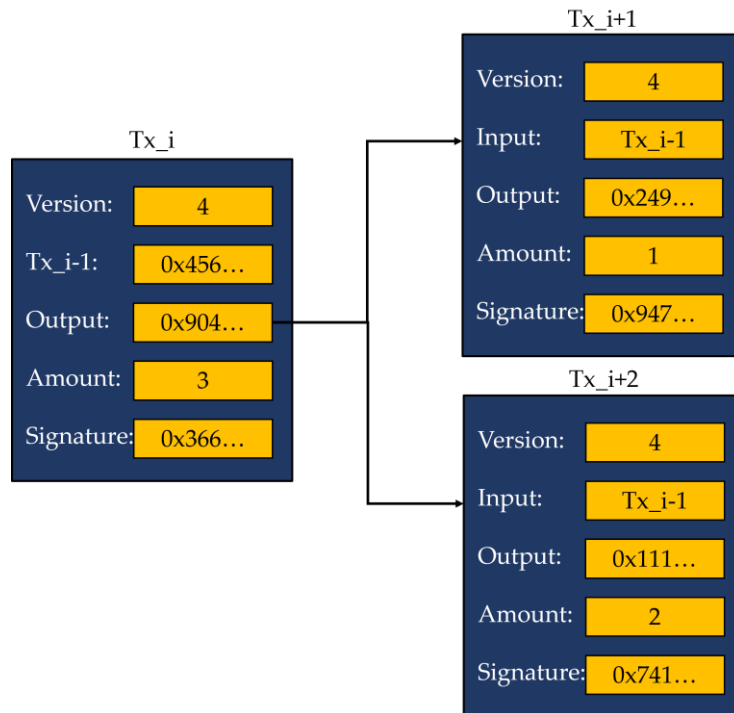 Tx_i
Version: 4
Tx_i-1: 0x456...
Output: 0x904...
Amount: 3
Signature: 0x366...
Tx_i+1
Version: 4
Input: Tx_i-1
Output: 0x249...
Amount: 1
Signature: 0x947...
Tx_i+2
Version: 4
Input: Tx_i-1
Output: 0x111...
Amount: 2
Signature: 0x741...